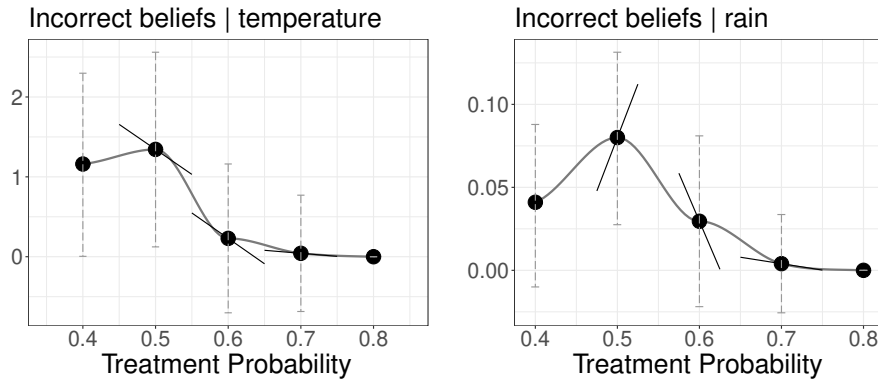 Incorrect beliefs | temperature
2
1
0
0.4 0.5 0.6 0.7 0.8
Treatment Probability
Incorrect beliefs | rain
0.10
0.05
0.00
0.4 0.5 0.6 0.7 0.8
Treatment Probability